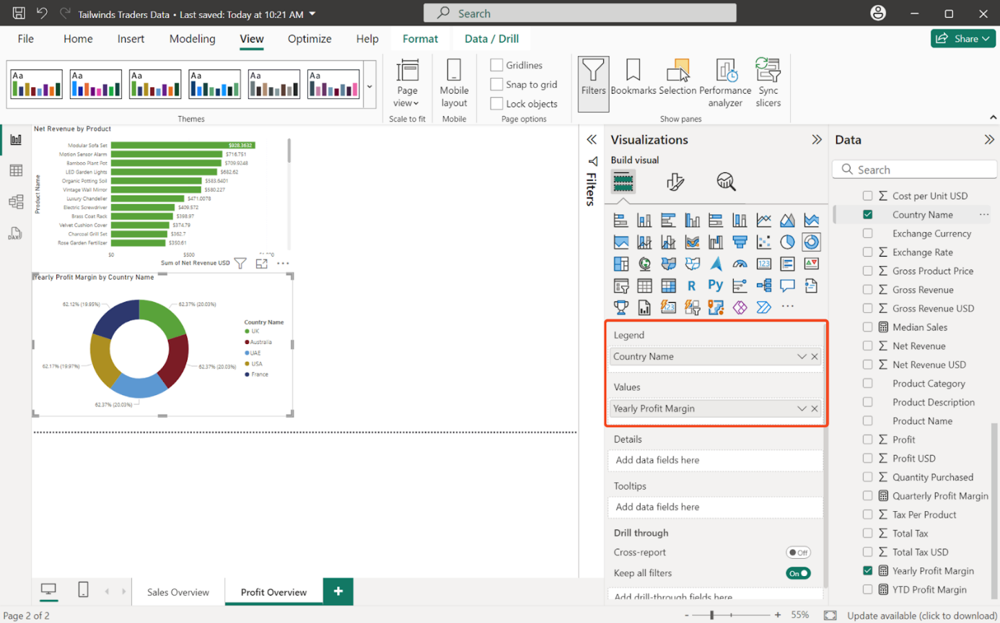 Tailwinds Traders Data • Last saved: Today at 10:21 AM
Search
File Home Insert Modeling View Optimize Help Format Data / Drill Share
Aa Aa Aa Aa Aa Aa
Page view
Mobile layout
Gridlines
Snap to grid
Lock objects
Filters Bookmarks Selection Performance analyzer Sync slicers
Themes Scale to fit Mobile Page options Show panes
Net Revenue by Product
Product Name
Modular Sofa Set $928.3632
Motion Sensor Alarm $716.751
Bamboo Plant Pot $709.9248
LED Garden Lights $682.62
Organic Potting Soil $583.6401
Vintage Wall Mirror $580.227
Luxury Chandelier $471.0078
Electric Screwdriver $409.572
Brass Coat Rack $398.97
Velvet Cushion Cover $374.79
Charcoal Grill Set $362.7
Rose Garden Fertilizer $350.61
$0 $500
Sum of Net Revenue USD
Yearly Profit Margin by Country Name
62.12% (19.95%)
62.37% (20.03%)
62.17% (19.97%)
62.37% (20.03%)
62.37% (20.03%)
Country Name
UK
Australia
UAE
USA
France
Filters
Visualizations
Build visual
123
R Py
123
Legend
Country Name
Values
Yearly Profit Margin
Details
Add data fields here
Tooltips
Add data fields here
Drill through
Cross-report Off
Keep all filters On
Add drill-through fields here
Data
Search
Cost per Unit USD
Country Name
Exchange Currency
Exchange Rate
Gross Product Price
Gross Revenue
Gross Revenue USD
Median Sales
Net Revenue
Net Revenue USD
Product Category
Product Description
Product Name
Profit
Profit USD
Quantity Purchased
Quarterly Profit Margin
Tax Per Product
Total Tax
Total Tax USD
Yearly Profit Margin
YTD Profit Margin
DAX
Sales Overview Profit Overview +
Page 2 of 2
- + 55%
Update available (click to download)